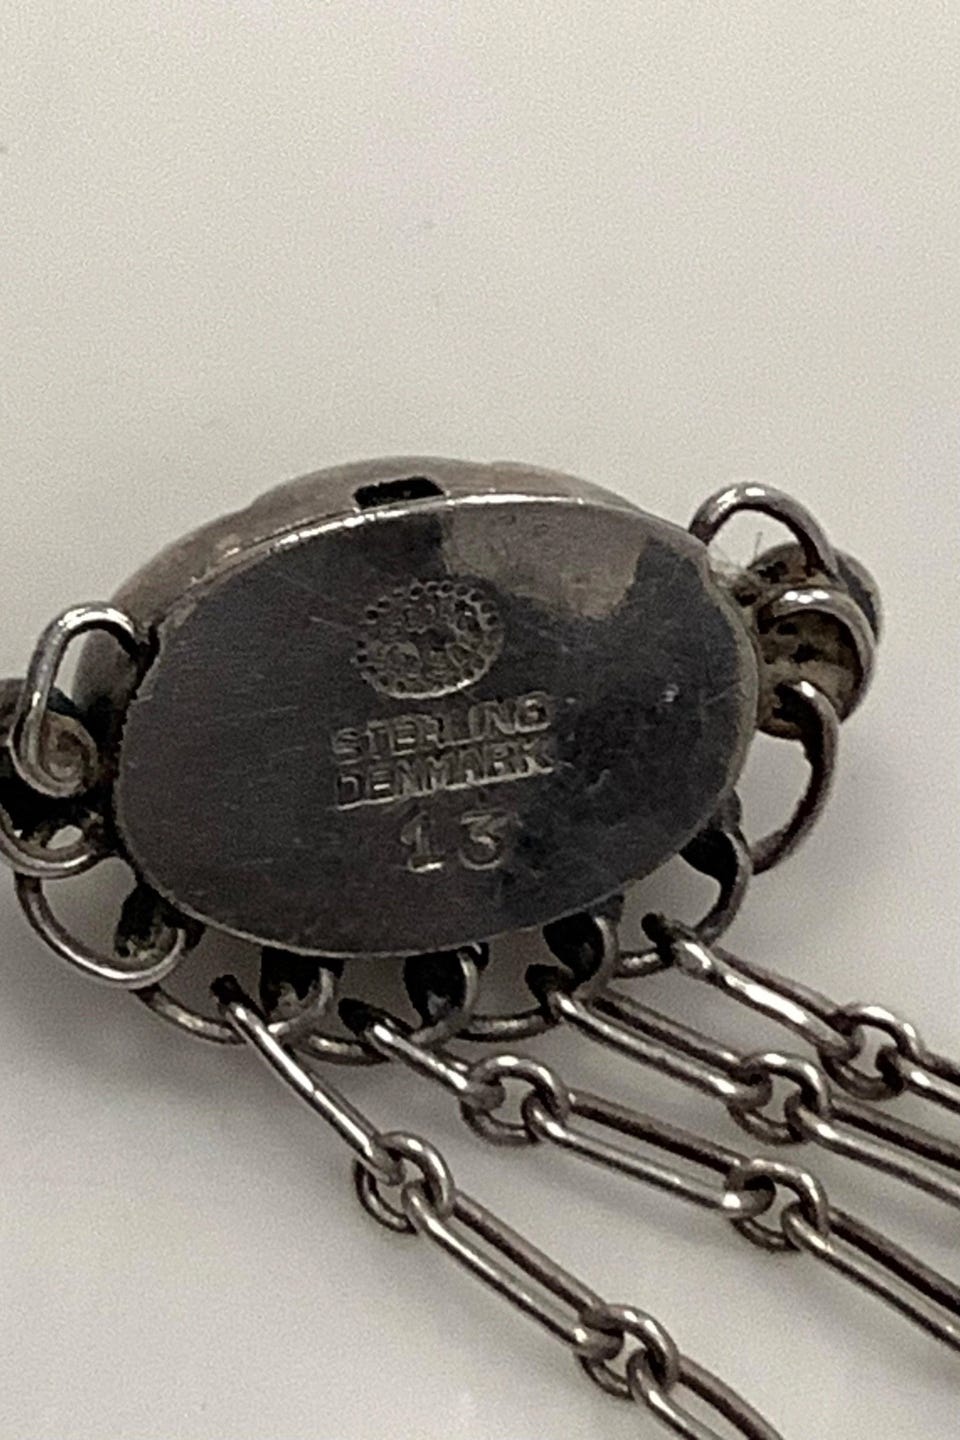 STERLING
DENMARK
13